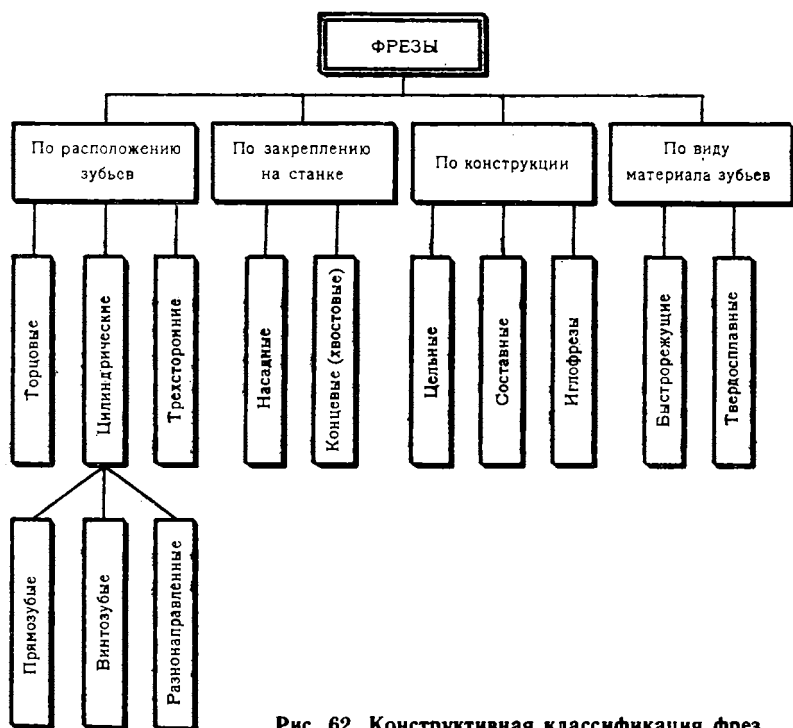 ФРЕЗЫ
По расположению
зубьев
По закреплению
на станке
По конструкции
По виду
материала зубьев
Торцовые
Цилиндрические
Трехсторонние
Насадные
Концевые (хвостовые)
Цельные
Составные
Иглофрезы
Быстрорежущие
Твердосплавные
Прямозубые
Винтозубые
Разнонаправленные
Рис. 62. Конструктивная классификация фрез